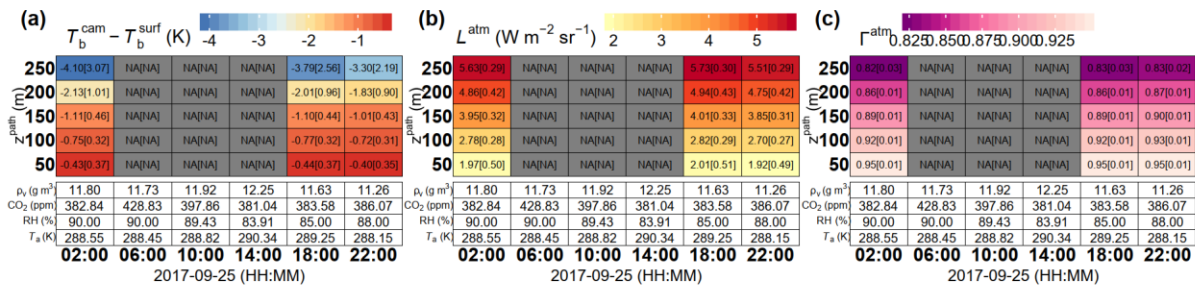 (a) T_b^cam − T_b^surf (K)
-4 -3 -2 -1
z^path (m)
250 -4.10[3.07] NA[NA] NA[NA] NA[NA] -3.79[2.56] -3.30[2.19]
200 -2.13[1.01] NA[NA] NA[NA] NA[NA] -2.01[0.96] -1.83[0.90]
150 -1.11[0.46] NA[NA] NA[NA] NA[NA] -1.10[0.44] -1.01[0.43]
100 -0.75[0.32] NA[NA] NA[NA] NA[NA] -0.77[0.32] -0.72[0.31]
50 -0.43[0.37] NA[NA] NA[NA] NA[NA] -0.44[0.37] -0.40[0.35]
ρv (g m³) 11.80 11.73 11.92 12.25 11.63 11.26
CO₂ (ppm) 382.84 428.83 397.86 381.04 383.58 386.07
RH (%) 90.00 90.00 89.43 83.91 85.00 88.00
Ta (K) 288.55 288.45 288.82 290.34 289.25 288.15
02:00 06:00 10:00 14:00 18:00 22:00
2017-09-25 (HH:MM)
(b) L^atm (W m⁻² sr⁻¹)
2 3 4 5
z^path (m)
250 5.63[0.29] NA[NA] NA[NA] NA[NA] 5.73[0.30] 5.51[0.29]
200 4.86[0.42] NA[NA] NA[NA] NA[NA] 4.94[0.43] 4.75[0.42]
150 3.95[0.32] NA[NA] NA[NA] NA[NA] 4.01[0.33] 3.85[0.31]
100 2.78[0.28] NA[NA] NA[NA] NA[NA] 2.82[0.29] 2.70[0.27]
50 1.97[0.50] NA[NA] NA[NA] NA[NA] 2.01[0.51] 1.92[0.49]
ρv (g m³) 11.80 11.73 11.92 12.25 11.63 11.26
CO₂ (ppm) 382.84 428.83 397.86 381.04 383.58 386.07
RH (%) 90.00 90.00 89.43 83.91 85.00 88.00
Ta (K) 288.55 288.45 288.82 290.34 289.25 288.15
02:00 06:00 10:00 14:00 18:00 22:00
2017-09-25 (HH:MM)
(c) Γ^atm
0.825 0.850 0.875 0.900 0.925
z^path (m)
250 0.82[0.03] NA[NA] NA[NA] NA[NA] 0.83[0.03] 0.83[0.02]
200 0.86[0.01] NA[NA] NA[NA] NA[NA] 0.86[0.01] 0.87[0.01]
150 0.89[0.01] NA[NA] NA[NA] NA[NA] 0.89[0.01] 0.90[0.01]
100 0.92[0.01] NA[NA] NA[NA] NA[NA] 0.92[0.01] 0.93[0.01]
50 0.95[0.01] NA[NA] NA[NA] NA[NA] 0.95[0.01] 0.95[0.01]
ρv (g m³) 11.80 11.73 11.92 12.25 11.63 11.26
CO₂ (ppm) 382.84 428.83 397.86 381.04 383.58 386.07
RH (%) 90.00 90.00 89.43 83.91 85.00 88.00
Ta (K) 288.55 288.45 288.82 290.34 289.25 288.15
02:00 06:00 10:00 14:00 18:00 22:00
2017-09-25 (HH:MM)